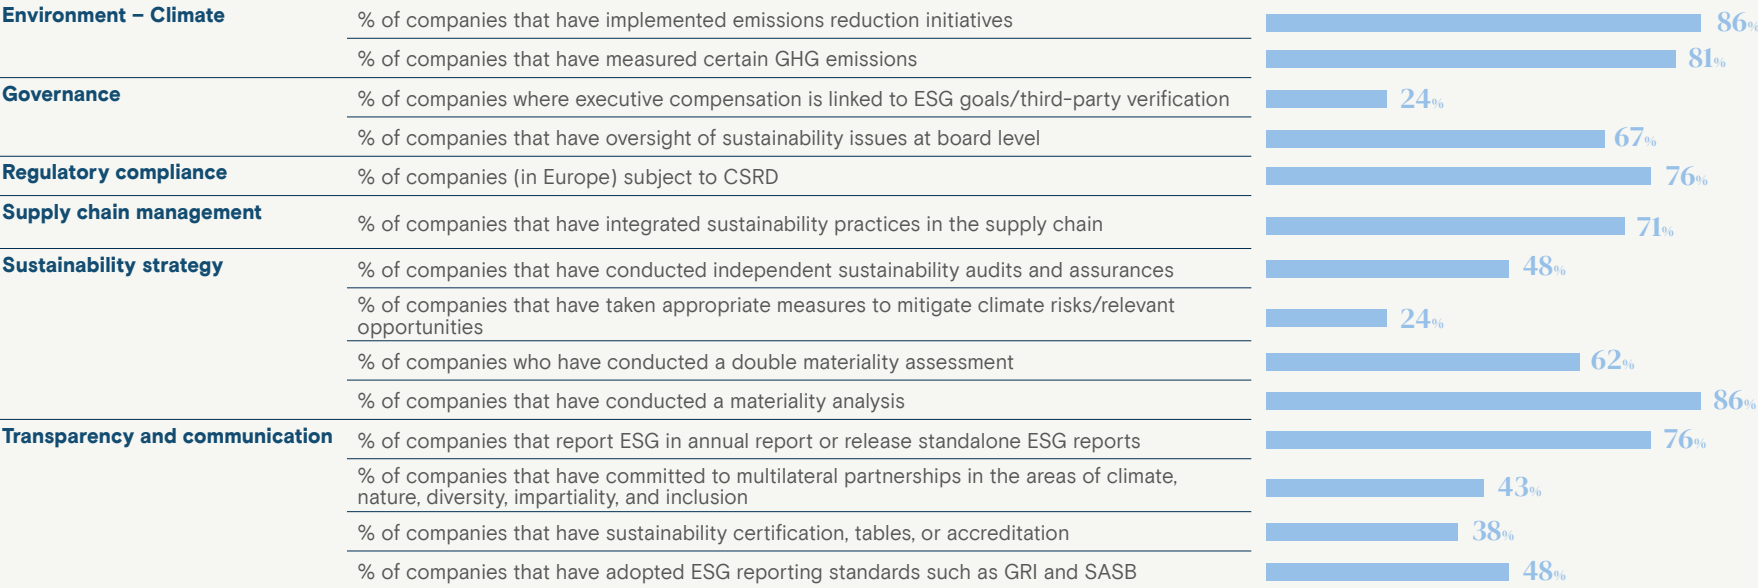 Environment – Climate
% of companies that have implemented emissions reduction initiatives
86%
% of companies that have measured certain GHG emissions
81%
Governance
% of companies where executive compensation is linked to ESG goals/third-party verification
24%
% of companies that have oversight of sustainability issues at board level
67%
Regulatory compliance
% of companies (in Europe) subject to CSRD
76%
Supply chain management
% of companies that have integrated sustainability practices in the supply chain
71%
Sustainability strategy
% of companies that have conducted independent sustainability audits and assurances
48%
% of companies that have taken appropriate measures to mitigate climate risks/relevant
opportunities
24%
% of companies who have conducted a double materiality assessment
62%
% of companies that have conducted a materiality analysis
86%
Transparency and communication
% of companies that report ESG in annual report or release standalone ESG reports
76%
% of companies that have committed to multilateral partnerships in the areas of climate,
nature, diversity, impartiality, and inclusion
43%
% of companies that have sustainability certification, tables, or accreditation
38%
% of companies that have adopted ESG reporting standards such as GRI and SASB
48%